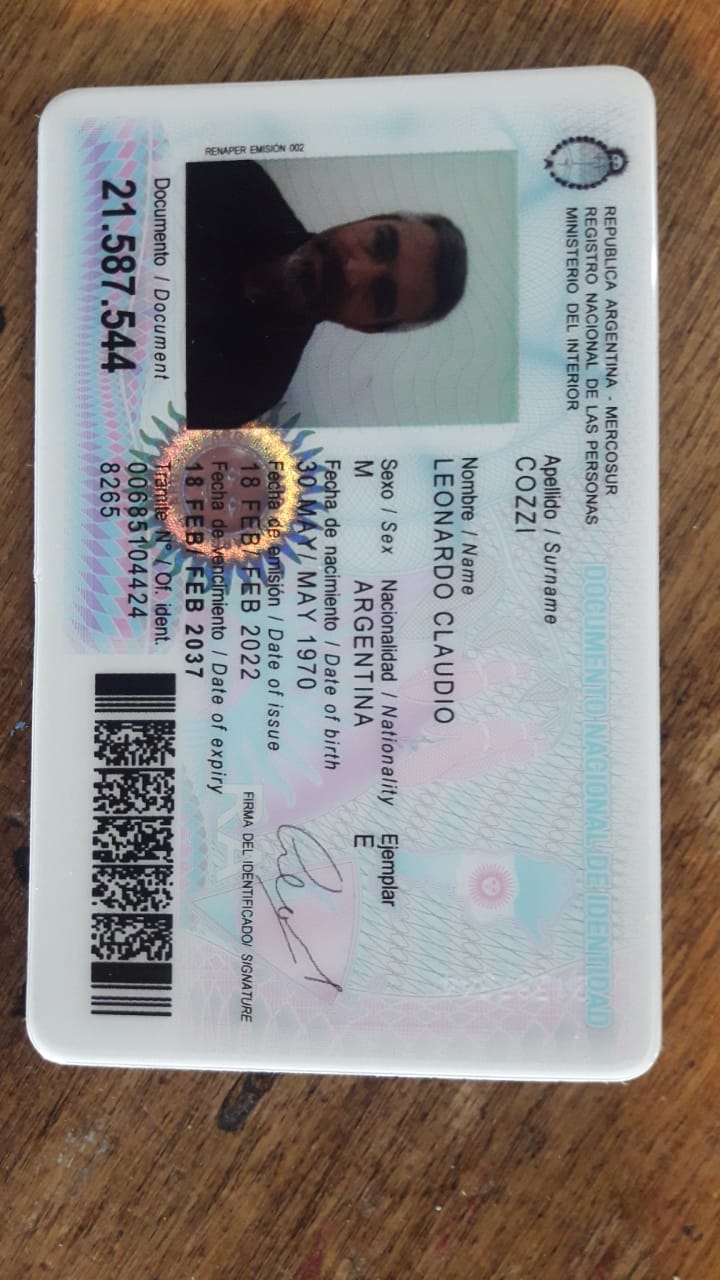 REPUBLICA ARGENTINA - MERCOSUR
REGISTRO NACIONAL DE LAS PERSONAS
MINISTERIO DEL INTERIOR
DOCUMENTO NACIONAL DE IDENTIDAD
Apellido / Surname
COZZI
Nombre / Name
LEONARDO CLAUDIO
Sexo / Sex Nacionalidad / Nationality Ejemplar
M ARGENTINA E
Fecha de nacimiento / Date of birth
30 MAY/ MAY 1970
Fecha de emisión / Date of issue
18 FEB/ FEB 2022
Fecha de vencimiento / Date of expiry
18 FEB/ FEB 2037
FIRMA DEL IDENTIFICADO/ SIGNATURE
RENAPER EMISIÓN 002
Documento / Document
21.587.544
Trámite Nº / Of. ident.
00685104424
8265
RA